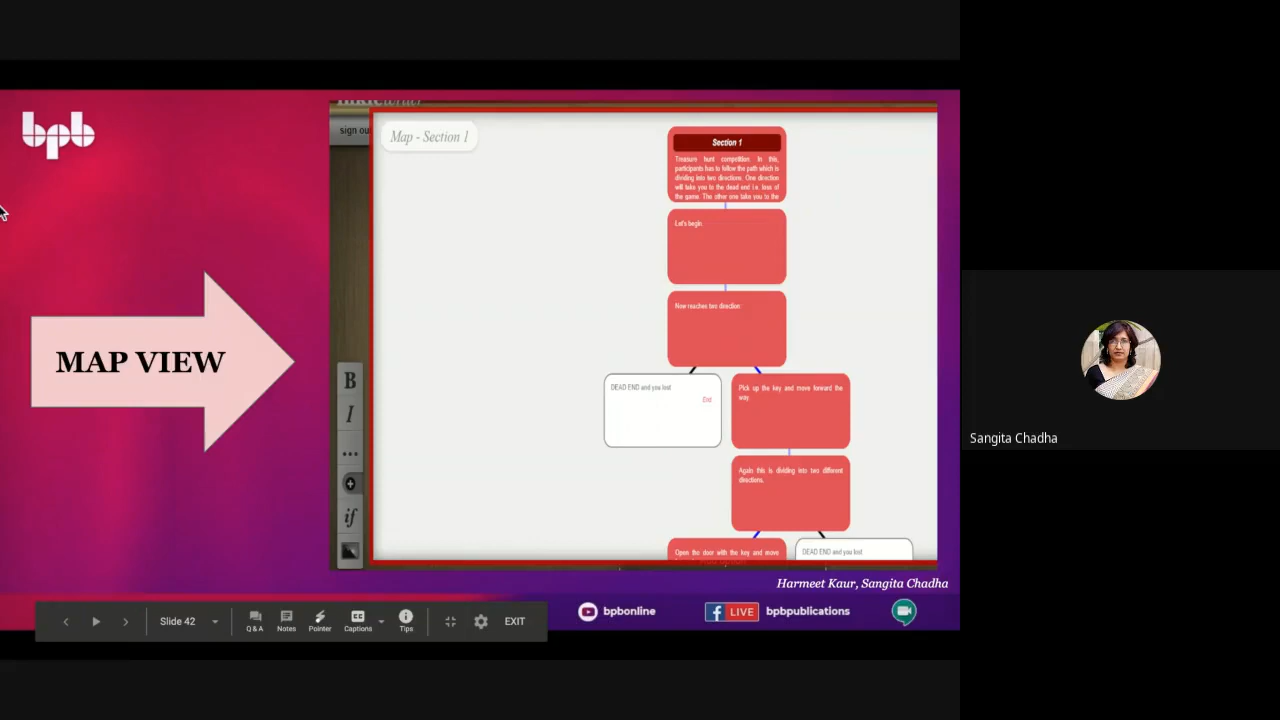 bpb
MAP VIEW
sign ou
Map - Section 1
Section 1
Treasure hunt competition. In this,
participants has to follow the path which is
dividing into two directions. One direction
will take you to the dead end i.e. loss of
the game. The other one take you to the
Let's begin.
Now reaches two direction:
DEAD END and you lost
End
Pick up the key and move forward the
way.
Again this is dividing into two different
directions.
Open the door with the key and move
DEAD END and you lost
B
I
...
if
Harmeet Kaur, Sangita Chadha
Slide 42
Q & A
Notes
Pointer
Captions
Tips
EXIT
bpbonline
LIVE
bpbpublications
Sangita Chadha